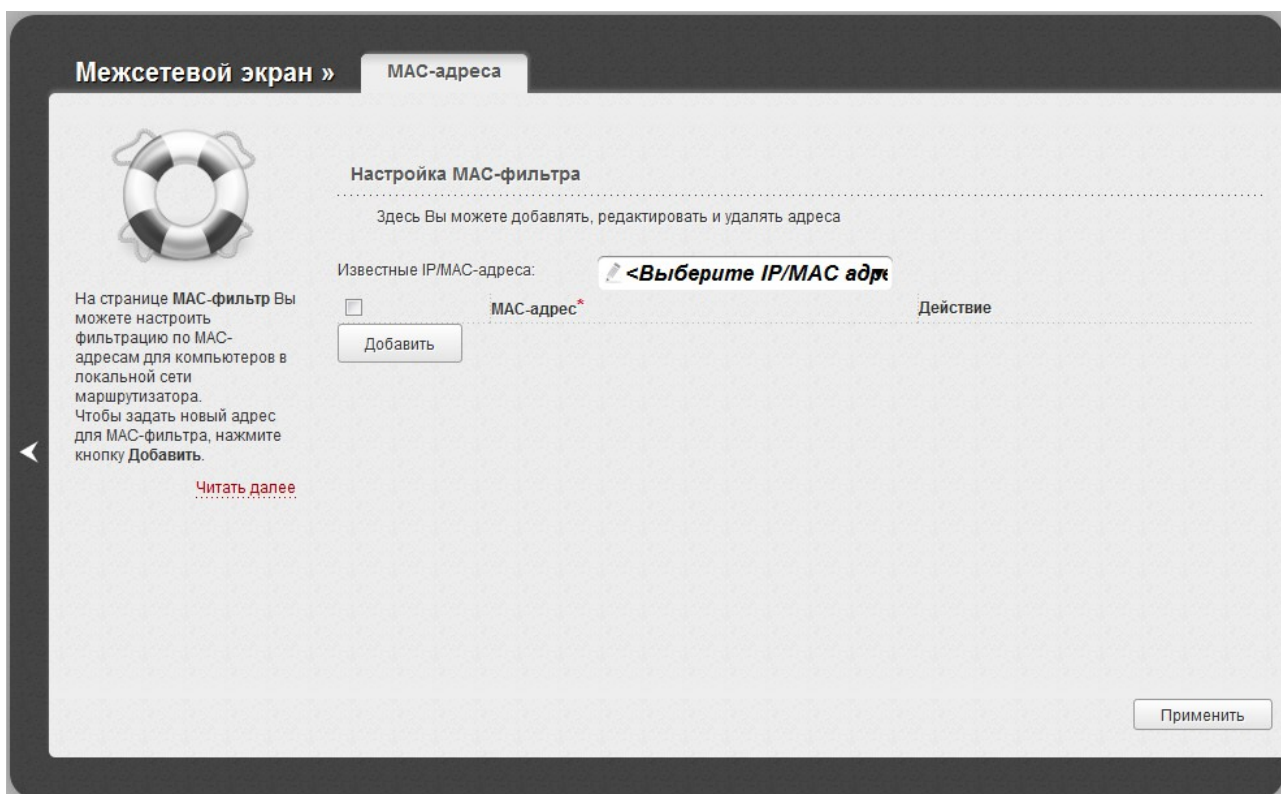 Межсетевой экран »
MAC-адреса
На странице MAC-фильтр Вы
можете настроить
фильтрацию по MAC-
адресам для компьютеров в
локальной сети
маршрутизатора.
Чтобы задать новый адрес
для MAC-фильтра, нажмите
кнопку Добавить.
Читать далее
Настройка MAC-фильтра
Здесь Вы можете добавлять, редактировать и удалять адреса
Известные IP/MAC-адреса:
<Выберите IP/MAC адре
MAC-адрес*
Действие
Добавить
Применить